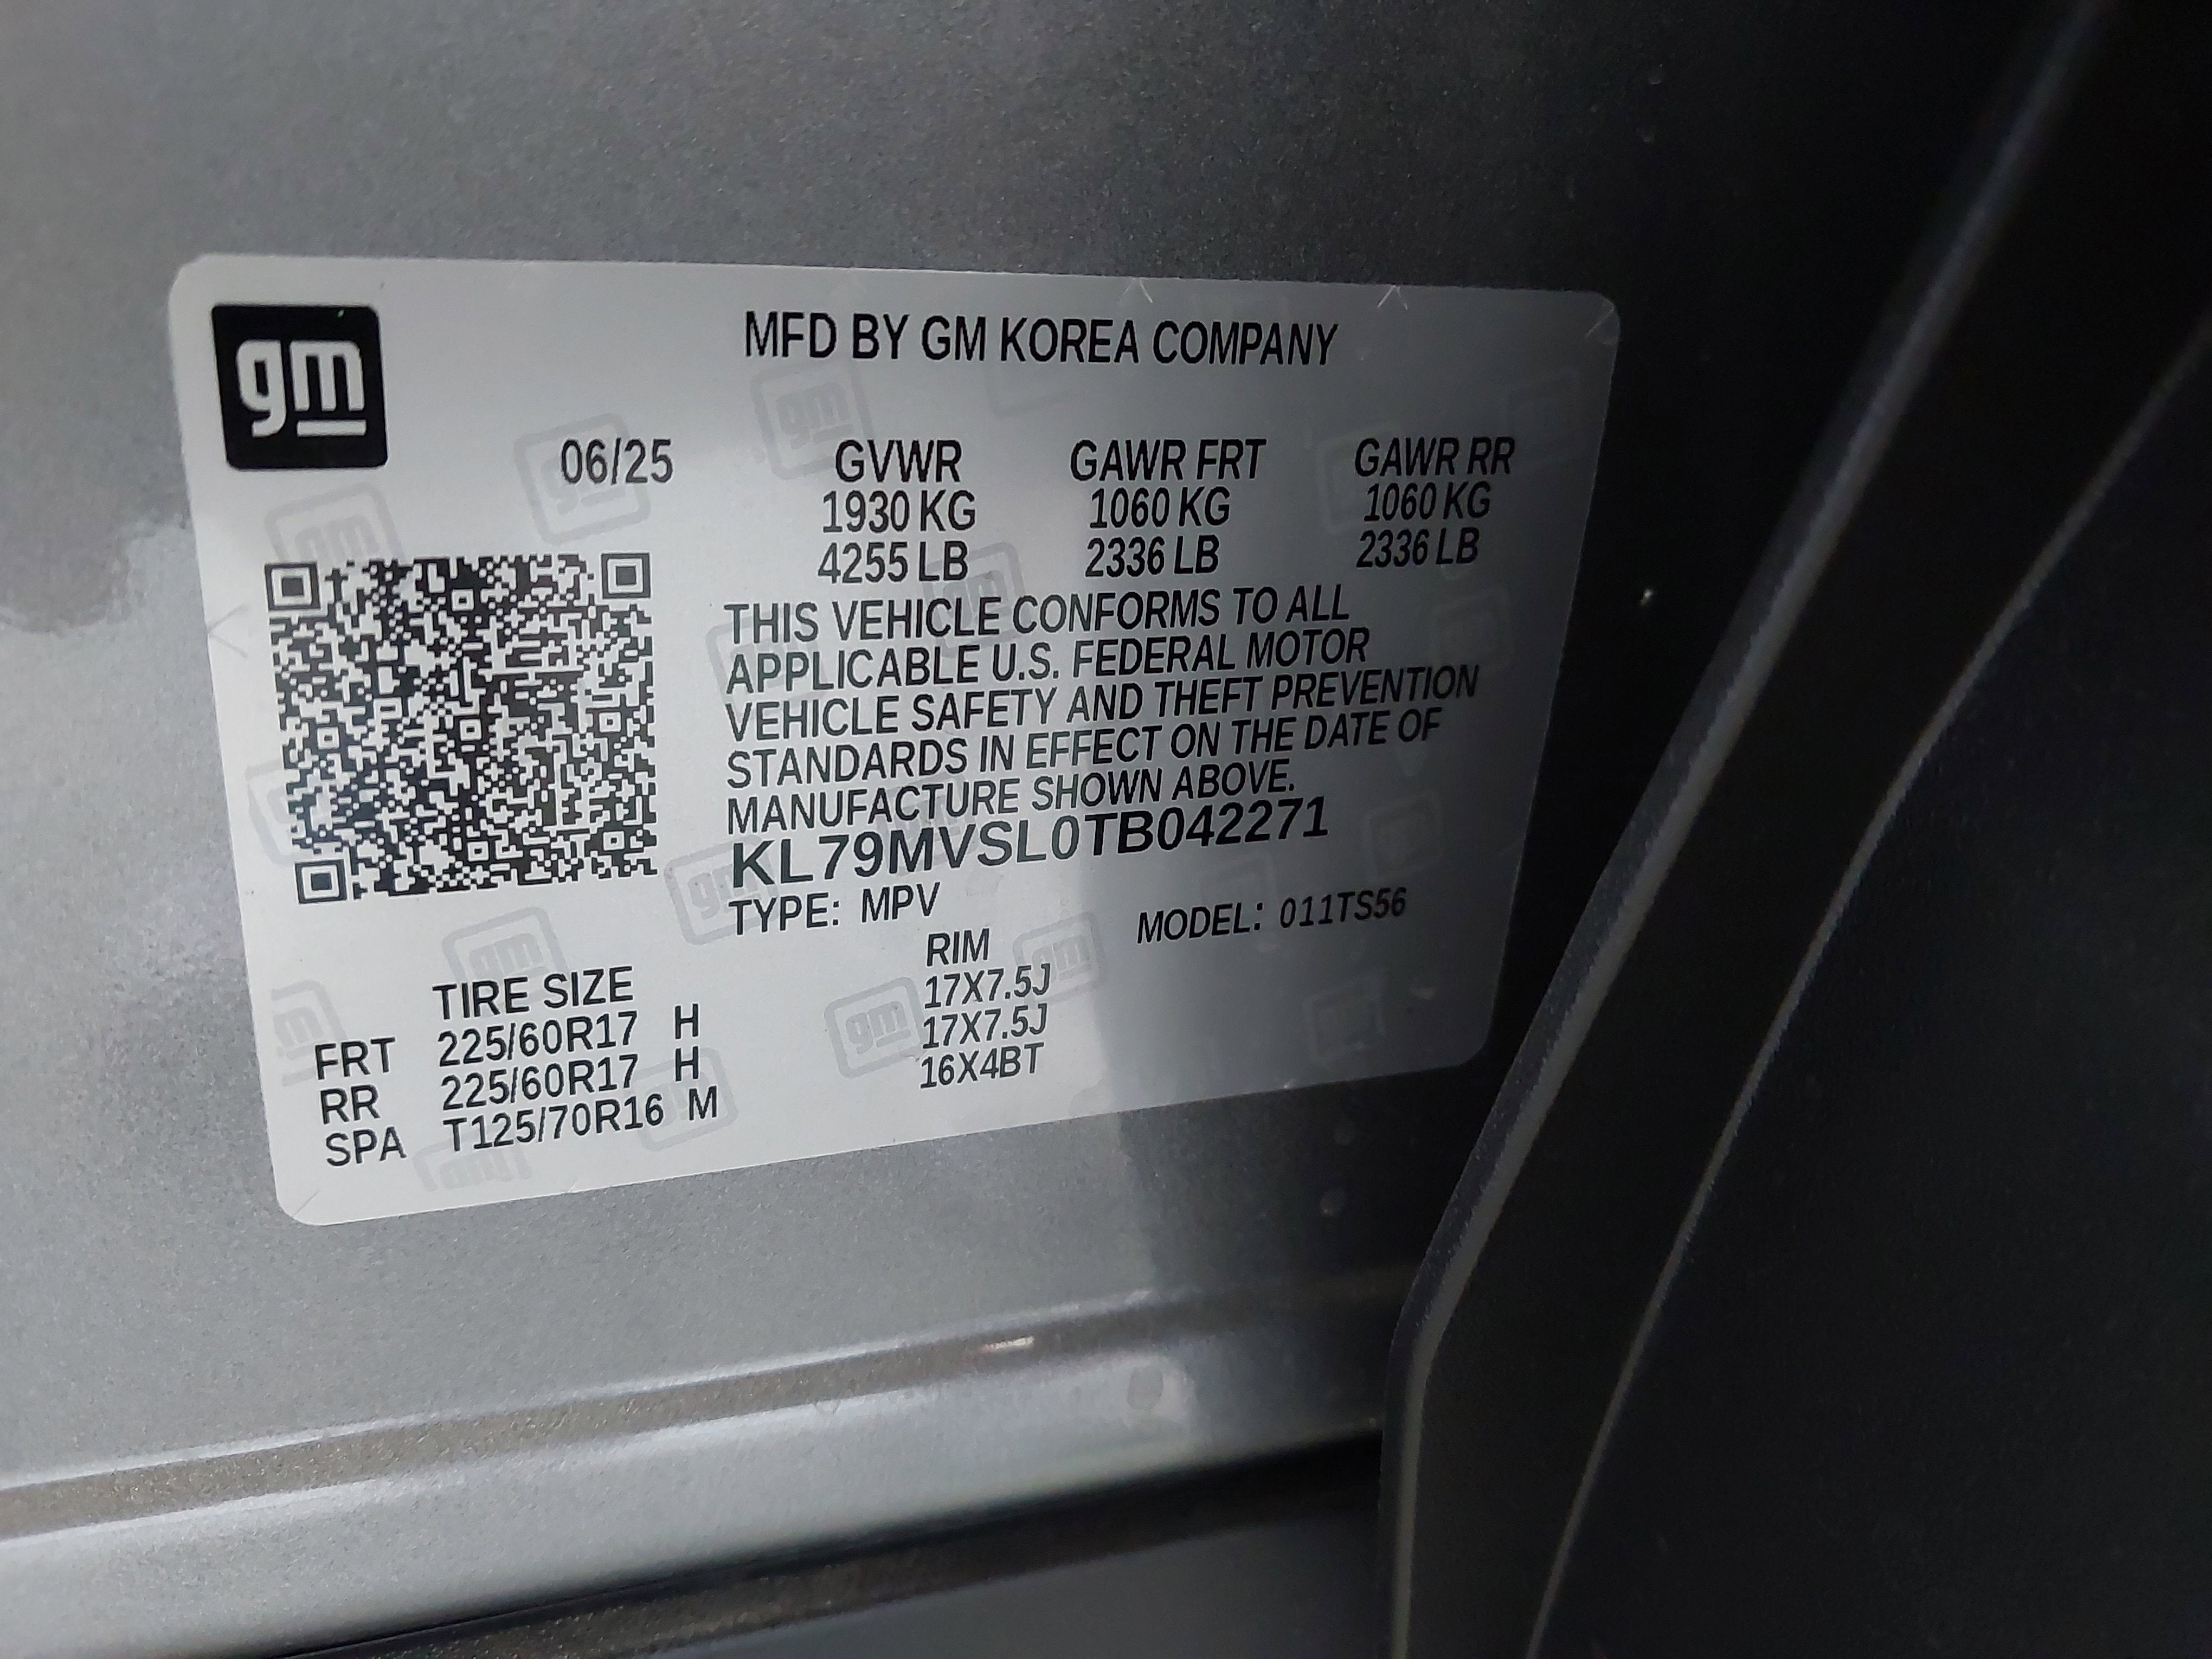 gm
MFD BY GM KOREA COMPANY
06/25 GVWR GAWR FRT GAWR RR
1930 KG 1060 KG 1060 KG
4255 LB 2336 LB 2336 LB
THIS VEHICLE CONFORMS TO ALL
APPLICABLE U.S. FEDERAL MOTOR
VEHICLE SAFETY AND THEFT PREVENTION
STANDARDS IN EFFECT ON THE DATE OF
MANUFACTURE SHOWN ABOVE.
KL79MVSL0TB042271
TYPE: MPV MODEL: 011TS56
TIRE SIZE RIM
FRT 225/60R17 H 17X7.5J
RR 225/60R17 H 17X7.5J
SPA T125/70R16 M 16X4BT